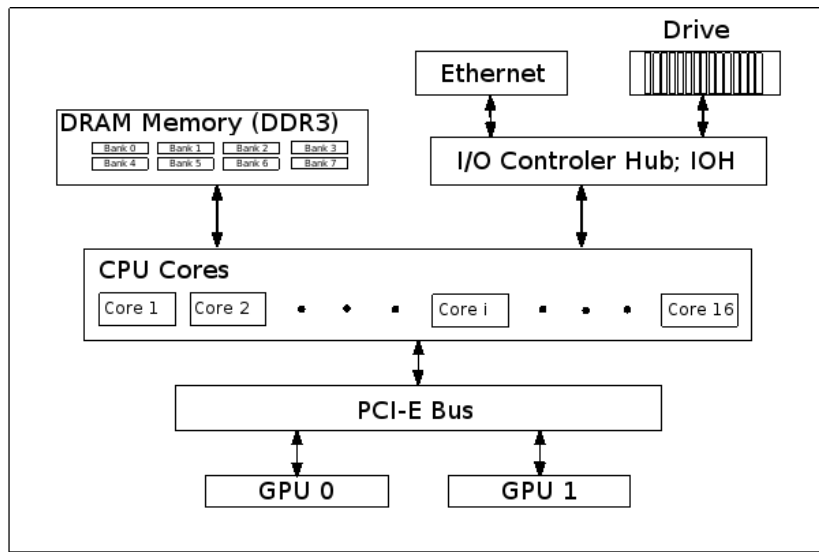 Drive
Ethernet
DRAM Memory (DDR3)
Bank 0 Bank 1 Bank 2 Bank 3
Bank 4 Bank 5 Bank 6 Bank 7
I/O Controler Hub; IOH
CPU Cores
Core 1 Core 2 Core i Core 16
PCI-E Bus
GPU 0 GPU 1